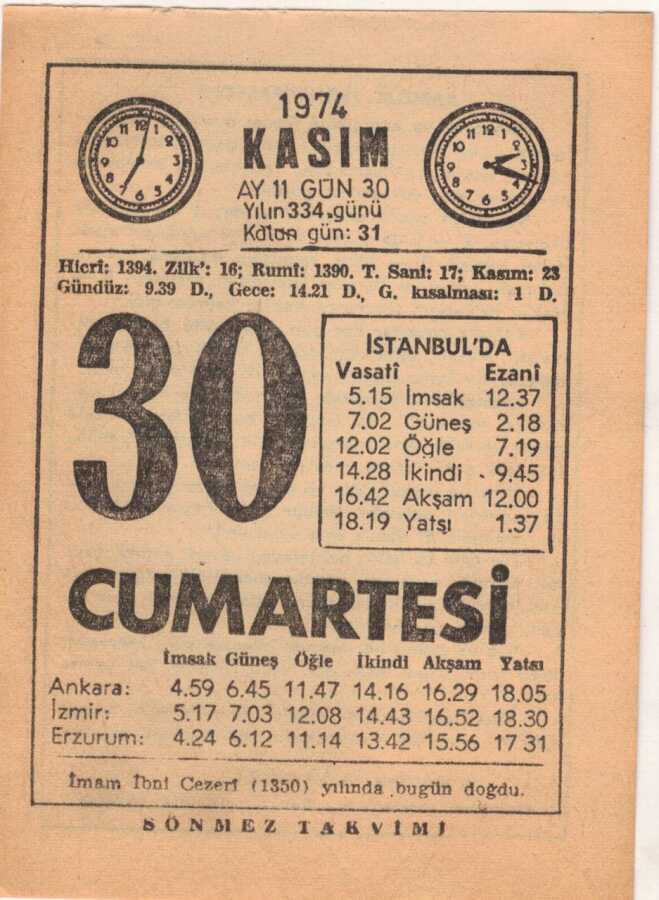 1974
KASIM
AY 11 GÜN 30
Yılın 334.günü
Kalan gün: 31
Hicrî: 1394. Zilk': 16; Rumî: 1390. T. Sani: 17; Kasım: 23
Gündüz: 9.39 D., Gece: 14.21 D., G. kısalması: 1 D.
30
İSTANBUL'DA
Vasatî Ezanî
5.15 İmsak 12.37
7.02 Güneş 2.18
12.02 Öğle 7.19
14.28 İkindi 9.45
16.42 Akşam 12.00
18.19 Yatşı 1.37
CUMARTESİ
İmsak Güneş Öğle İkindi Akşam Yatsı
Ankara: 4.59 6.45 11.47 14.16 16.29 18.05
İzmir: 5.17 7.03 12.08 14.43 16.52 18.30
Erzurum: 4.24 6.12 11.14 13.42 15.56 17 31
İmam İbni Cezerî (1350) yılında bugün doğdu.
SÖNMEZ TAKVİMİ